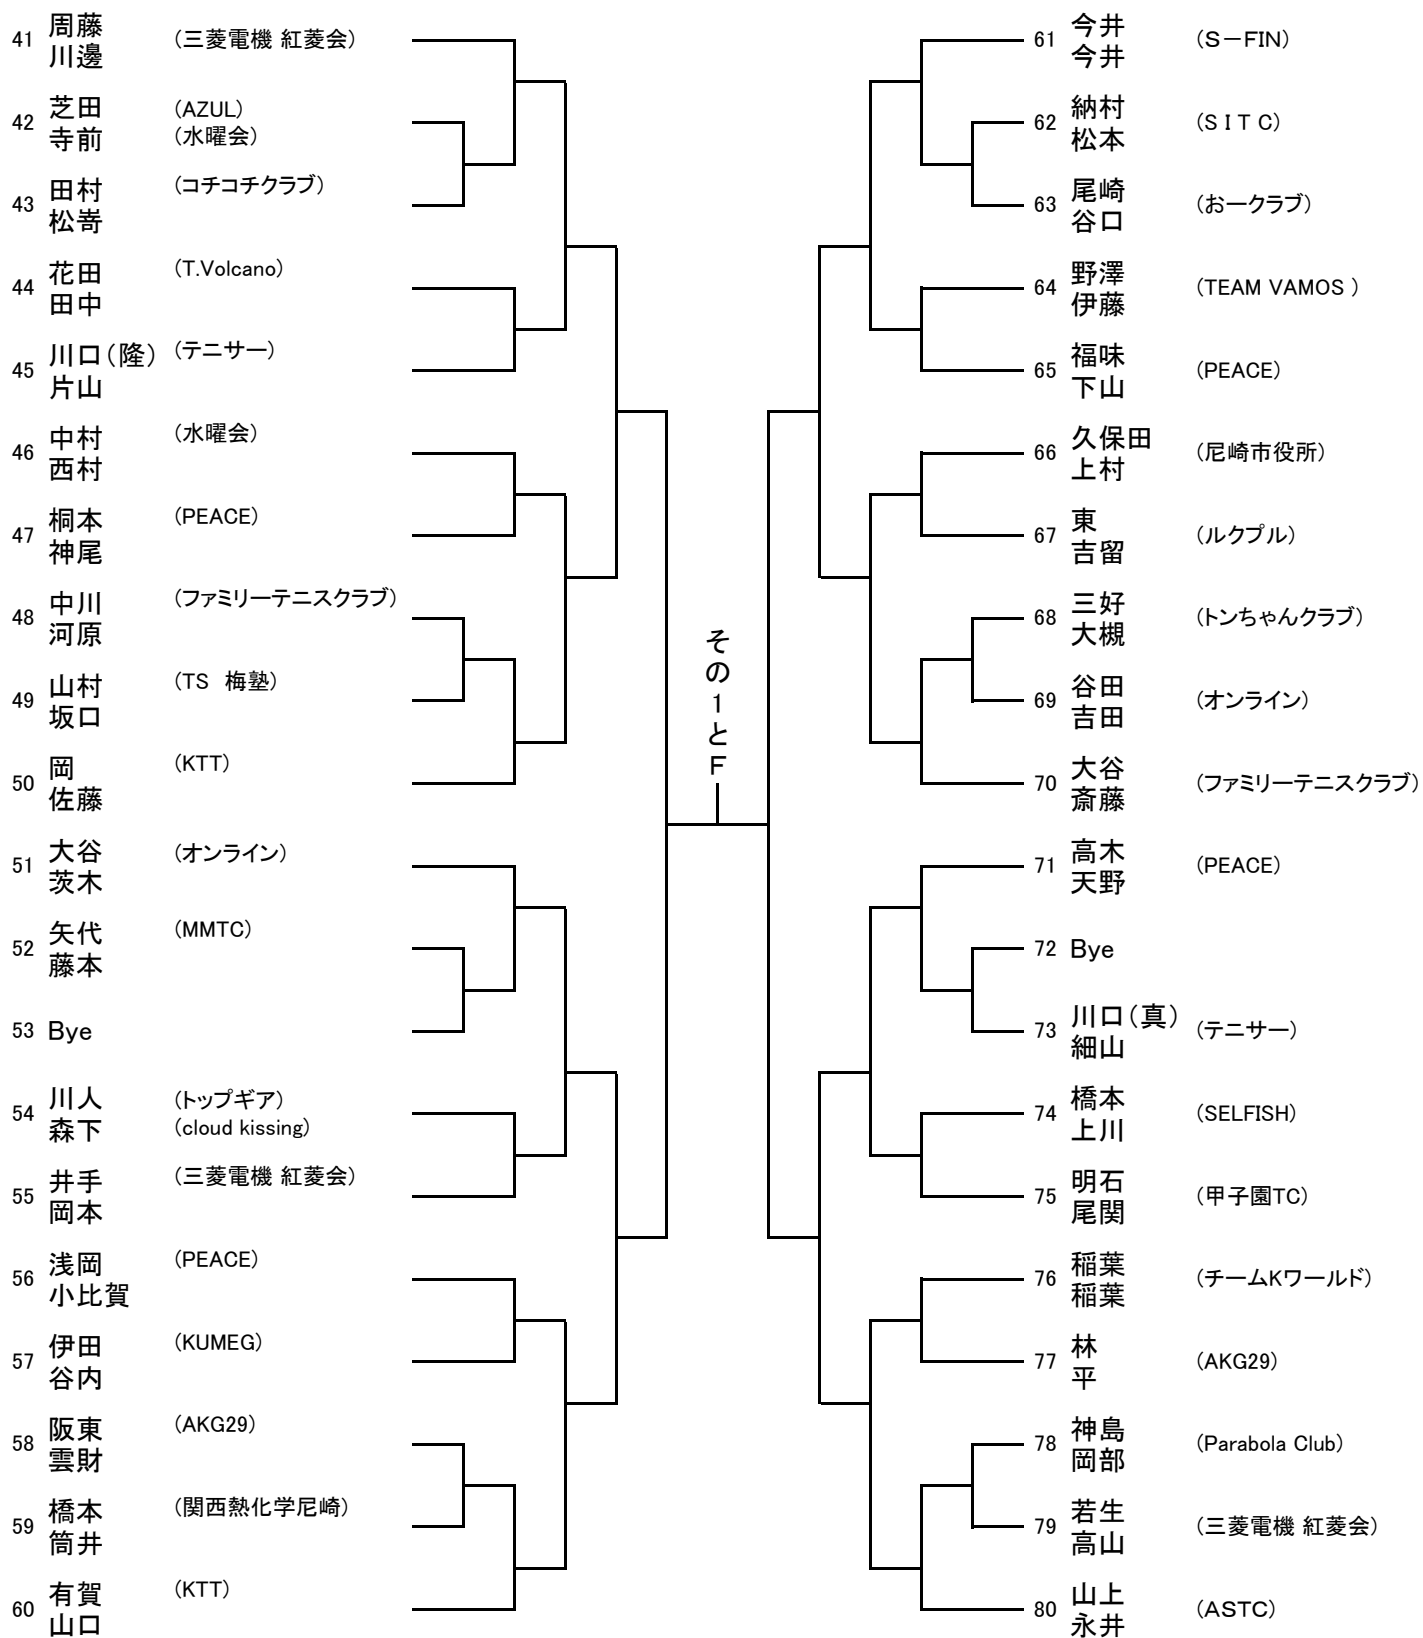 41 周藤 (三菱電機 紅菱会)
川邊
42 芝田 (AZUL)
寺前 (水曜会)
43 田村 (コチコチクラブ)
松嵜
44 花田 (T.Volcano)
田中
45 川口(隆) (テニサー)
片山
46 中村 (水曜会)
西村
47 桐本 (PEACE)
神尾
48 中川 (ファミリーテニスクラブ)
河原
49 山村 (TS 梅塾)
坂口
50 岡 (KTT)
佐藤
51 大谷 (オンライン)
茨木
52 矢代 (MMTC)
藤本
53 Bye
54 川人 (トップギア)
森下 (cloud kissing)
55 井手 (三菱電機 紅菱会)
岡本
56 浅岡 (PEACE)
小比賀
57 伊田 (KUMEG)
谷内
58 阪東 (AKG29)
雲財
59 橋本 (関西熱化学尼崎)
筒井
60 有賀 (KTT)
山口
その1とF
61 今井 (S-FIN)
今井
62 納村 (SITC)
松本
63 尾崎 (おークラブ)
谷口
64 野澤 (TEAM VAMOS )
伊藤
65 福味 (PEACE)
下山
66 久保田 (尼崎市役所)
上村
67 東 (ルクプル)
吉留
68 三好 (トンちゃんクラブ)
大槻
69 谷田 (オンライン)
吉田
70 大谷 (ファミリーテニスクラブ)
斎藤
71 高木 (PEACE)
天野
72 Bye
73 川口(真) (テニサー)
細山
74 橋本 (SELFISH)
上川
75 明石 (甲子園TC)
尾関
76 稲葉 (チームKワールド)
稲葉
77 林 (AKG29)
平
78 神島 (Parabola Club)
岡部
79 若生 (三菱電機 紅菱会)
高山
80 山上 (ASTC)
永井